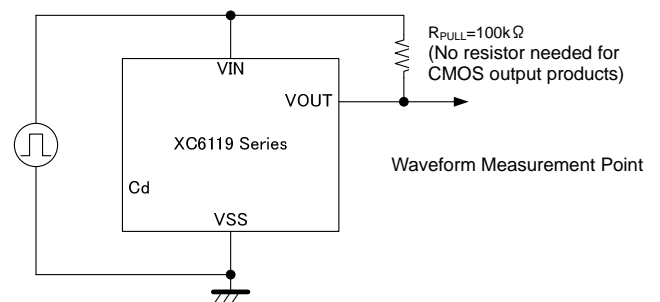 RPULL=100kΩ
(No resistor needed for
CMOS output products)
VIN
VOUT
XC6119 Series
Waveform Measurement Point
Cd
VSS